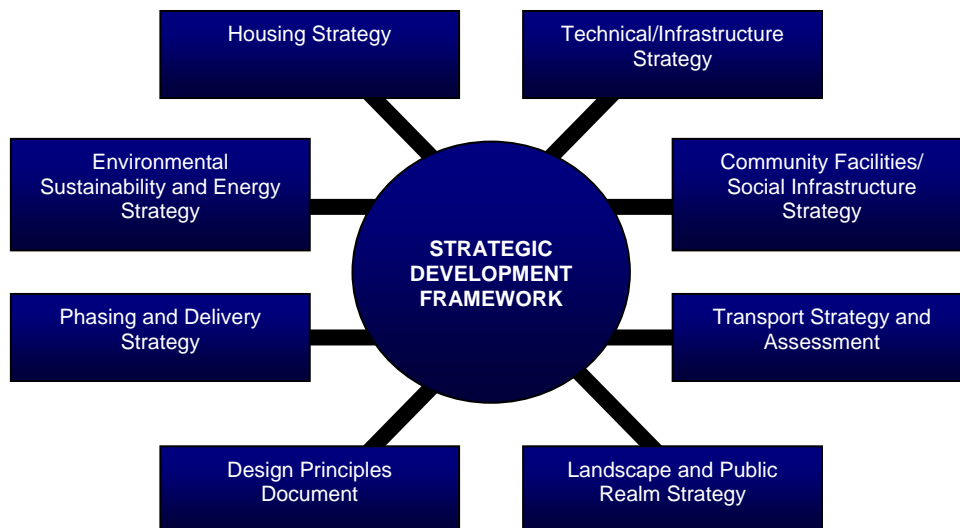 Housing Strategy
Technical/Infrastructure
Strategy
Environmental
Sustainability and Energy
Strategy
Community Facilities/
Social Infrastructure
Strategy
STRATEGIC
DEVELOPMENT
FRAMEWORK
Phasing and Delivery
Strategy
Transport Strategy and
Assessment
Design Principles
Document
Landscape and Public
Realm Strategy